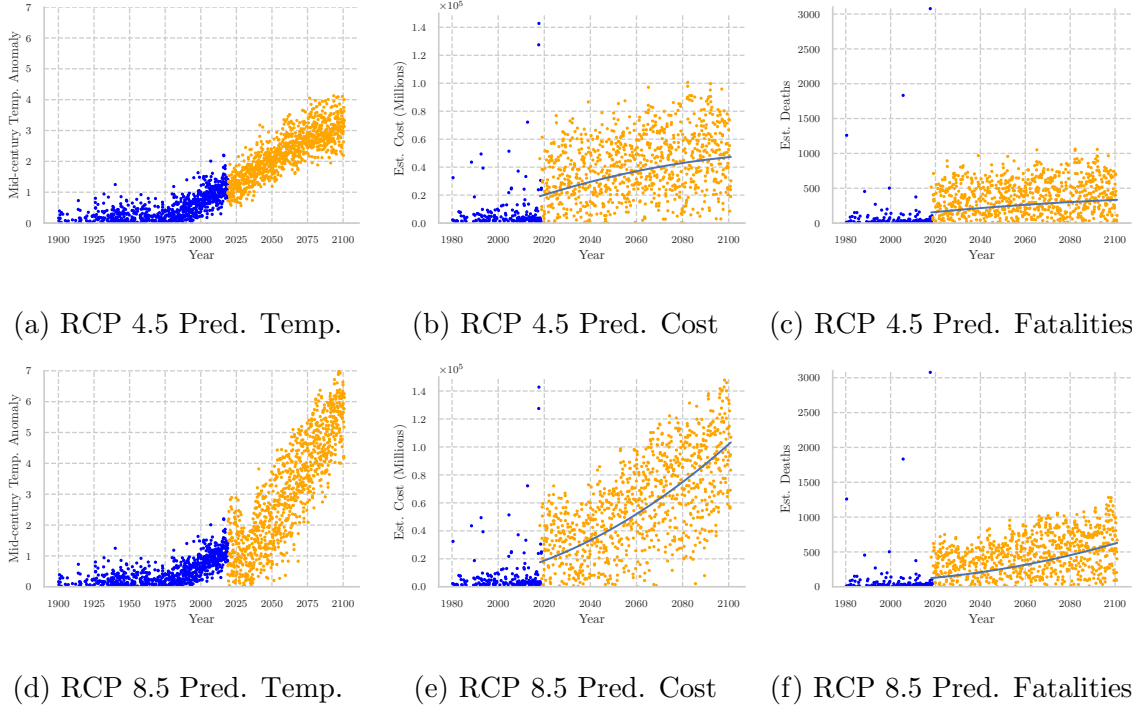 7
6
5
4
3
2
1
0
Mid-century Temp. Anomaly
1900 1925 1950 1975 2000 2025 2050 2075 2100
Year
×10⁵
1.4
1.2
1.0
0.8
0.6
0.4
0.2
0.0
Est. Cost (Millions)
1980 2000 2020 2040 2060 2080 2100
Year
3000
2500
2000
1500
1000
500
0
Est. Deaths
1980 2000 2020 2040 2060 2080 2100
Year
(a) RCP 4.5 Pred. Temp.
(b) RCP 4.5 Pred. Cost
(c) RCP 4.5 Pred. Fatalities
7
6
5
4
3
2
1
0
Mid-century Temp. Anomaly
1900 1925 1950 1975 2000 2025 2050 2075 2100
Year
×10⁵
1.4
1.2
1.0
0.8
0.6
0.4
0.2
0.0
Est. Cost (Millions)
1980 2000 2020 2040 2060 2080 2100
Year
3000
2500
2000
1500
1000
500
0
Est. Deaths
1980 2000 2020 2040 2060 2080 2100
Year
(d) RCP 8.5 Pred. Temp.
(e) RCP 8.5 Pred. Cost
(f) RCP 8.5 Pred. Fatalities